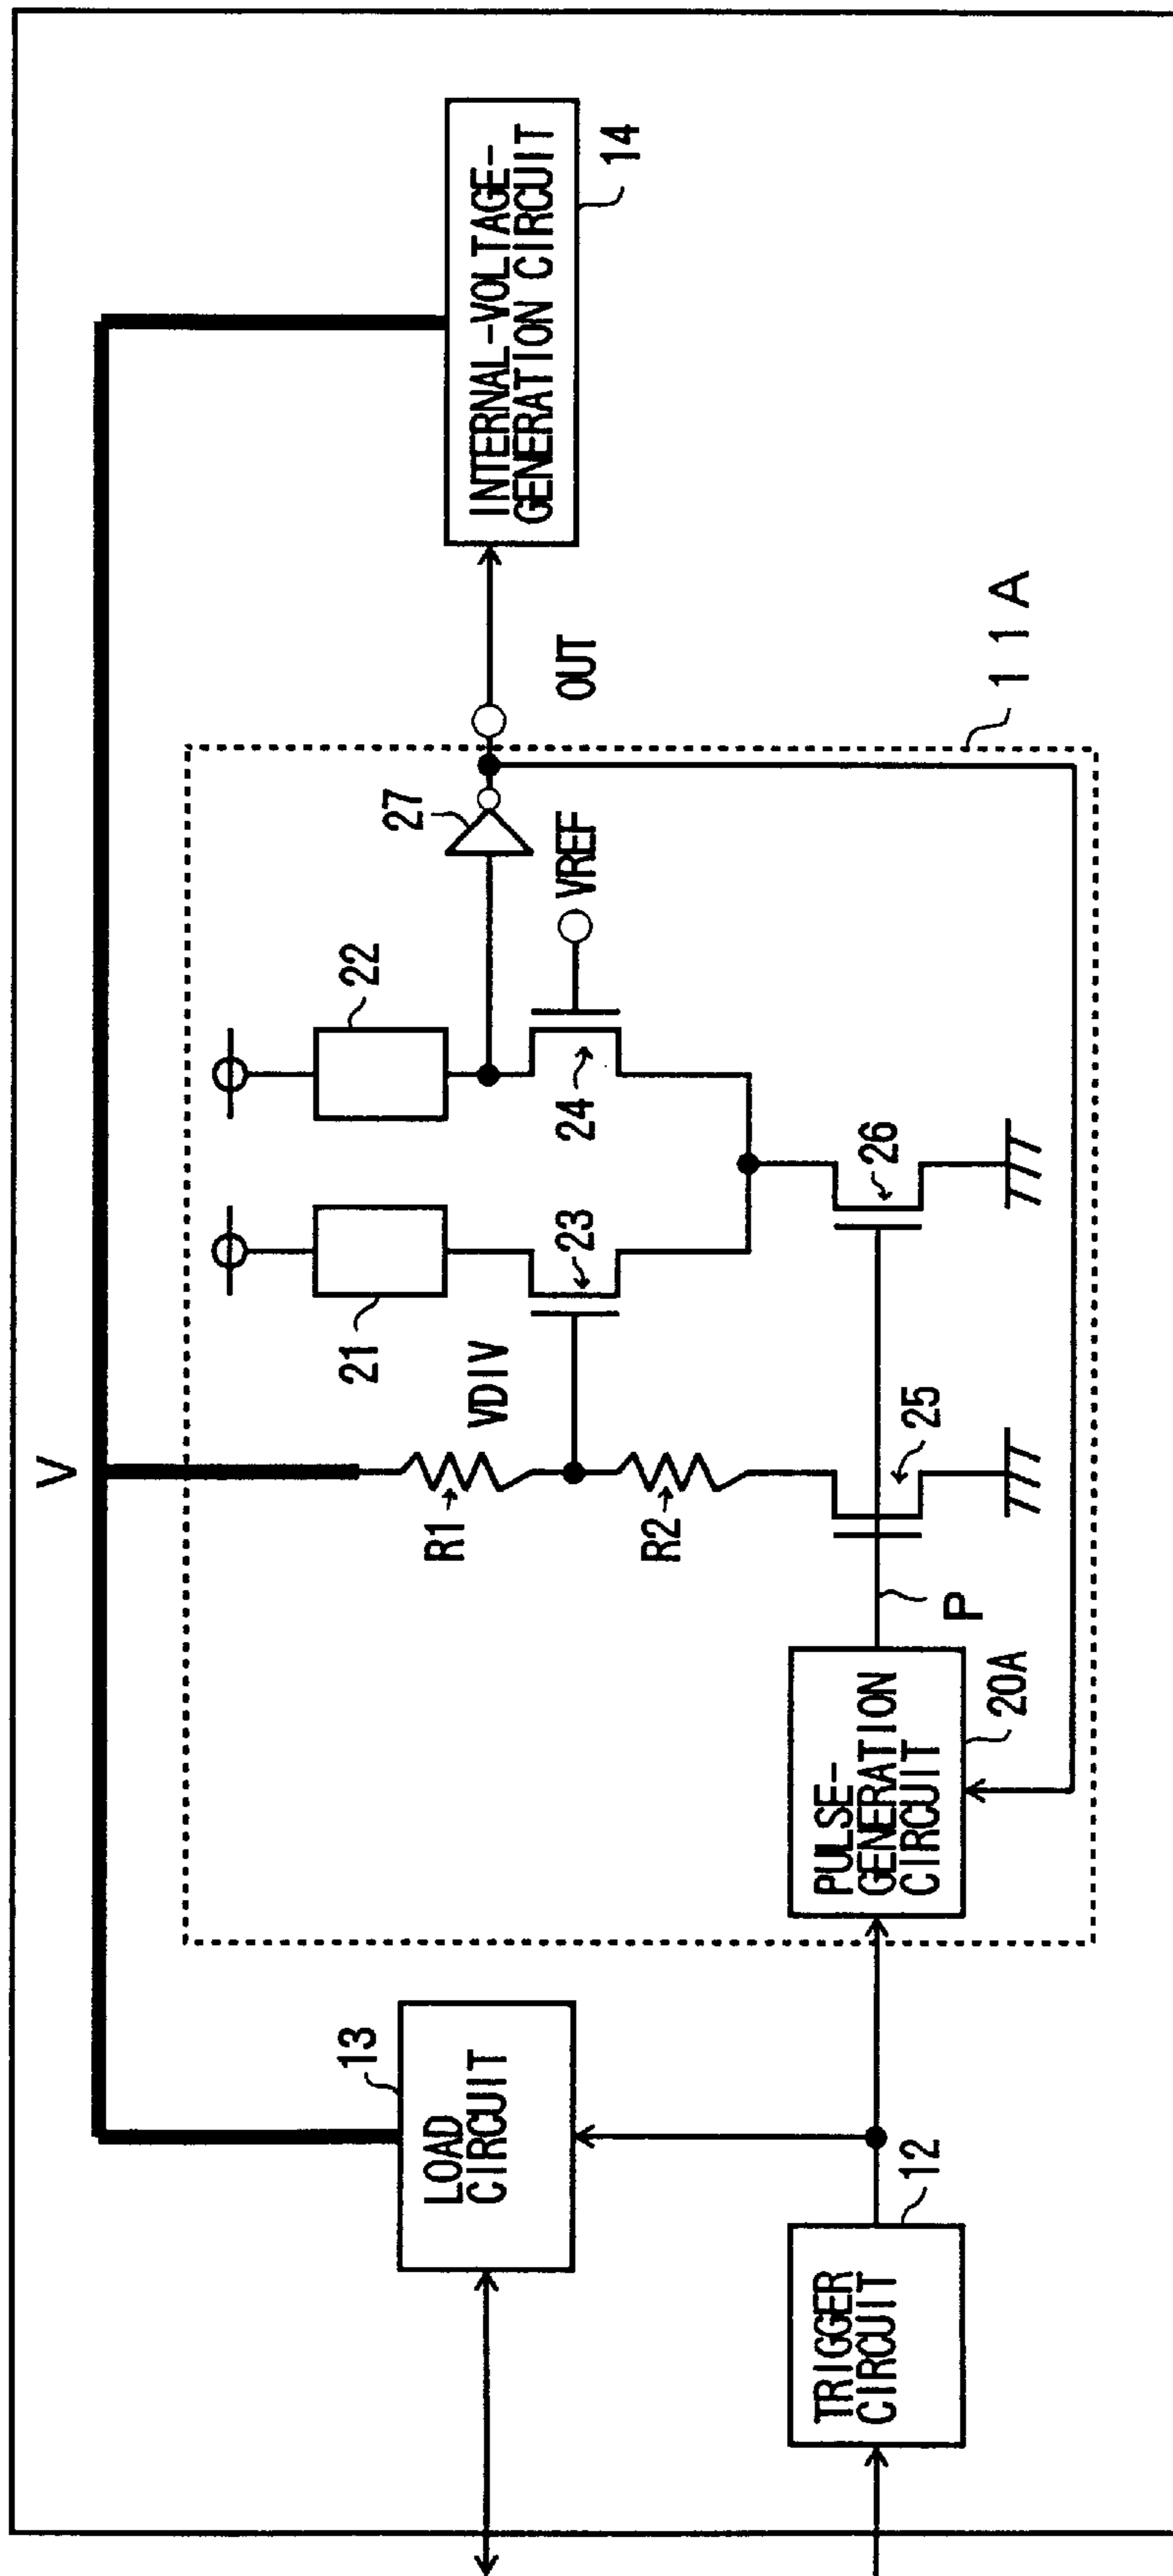 V
LOAD
CIRCUIT
13
TRIGGER
CIRCUIT
12
PULSE-
GENERATION
CIRCUIT
20A
P
R1
R2
VDIV
25
21
22
23
24
26
VREF
27
OUT
11A
INTERNAL-VOLTAGE-
GENERATION CIRCUIT
14